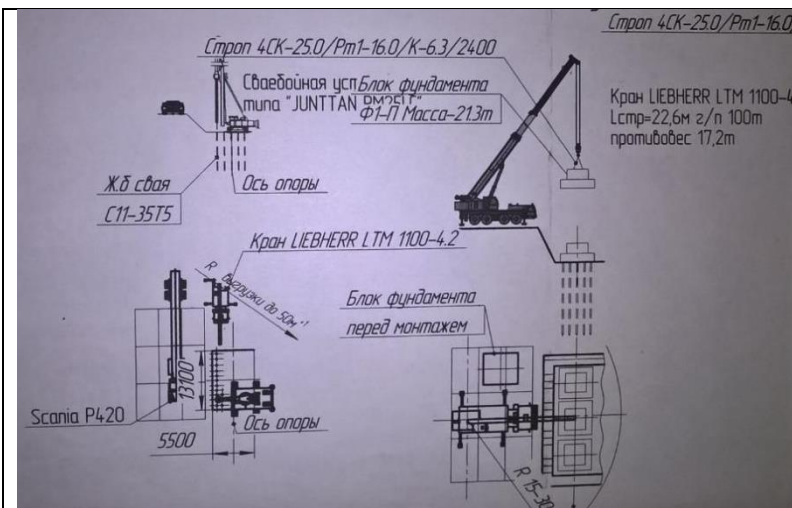 Строп 4СК-25.0/Рт1-16.0/К-6.3/2400
Строп 4СК-25.0/Рт1-16.0/
Сваебойная уст
типа "JUNTTAN
Блок фундамента
Ф1-П Масса-21.3т
Кран LIEBHERR LTM 1100-4
Lстр=22,6м г/п 100т
противовес 17,2т
Ж.б свая
С11-35Т5
Ось опоры
Кран LIEBHERR LTM 1100-4.2
R выгрузки до 50м⁻¹
Блок фундамента
перед монтажем
13100
Scania P420
5500
Ось опоры
R 15-30